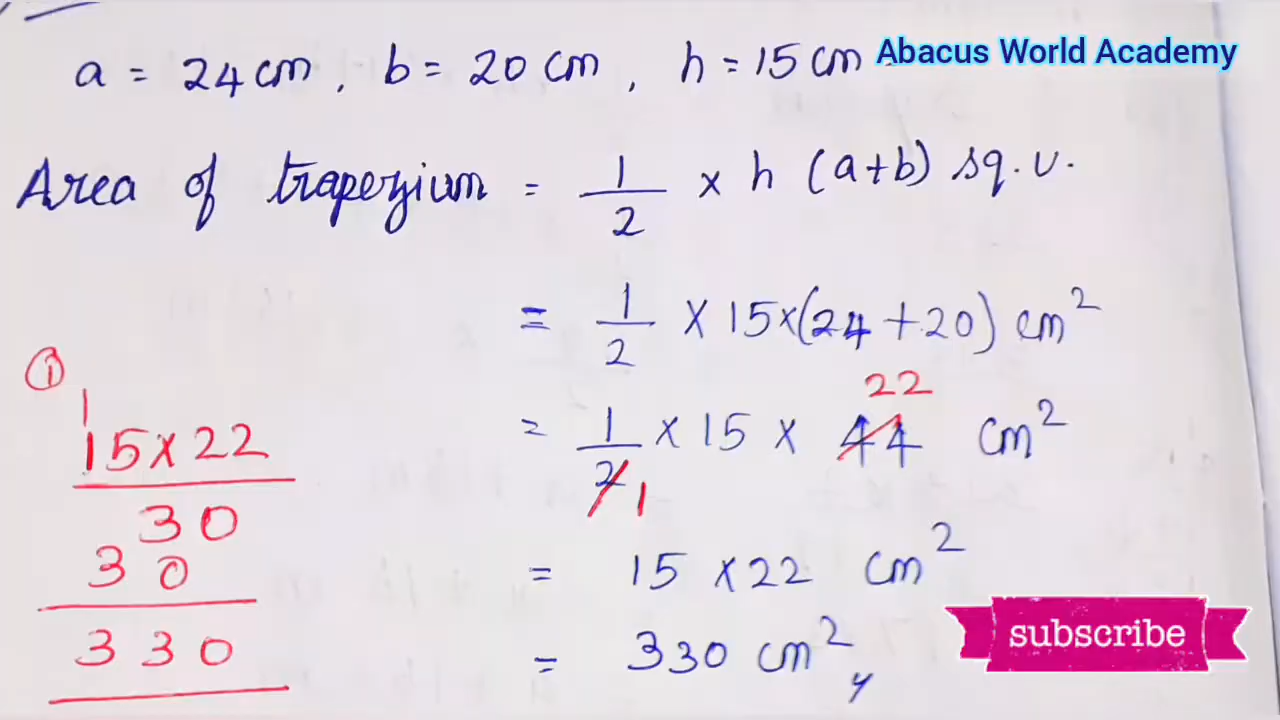 a = 24 cm, b = 20 cm, h = 15 cm
Abacus World Academy
Area of trapezium = 1/2 × h (a+b) sq. u.
= 1/2 × 15×(24 + 20) cm²
22
= 1/2 × 15 × 44 cm²
1
= 15 × 22 cm²
= 330 cm²
1
1
15×22
30
30
330
subscribe